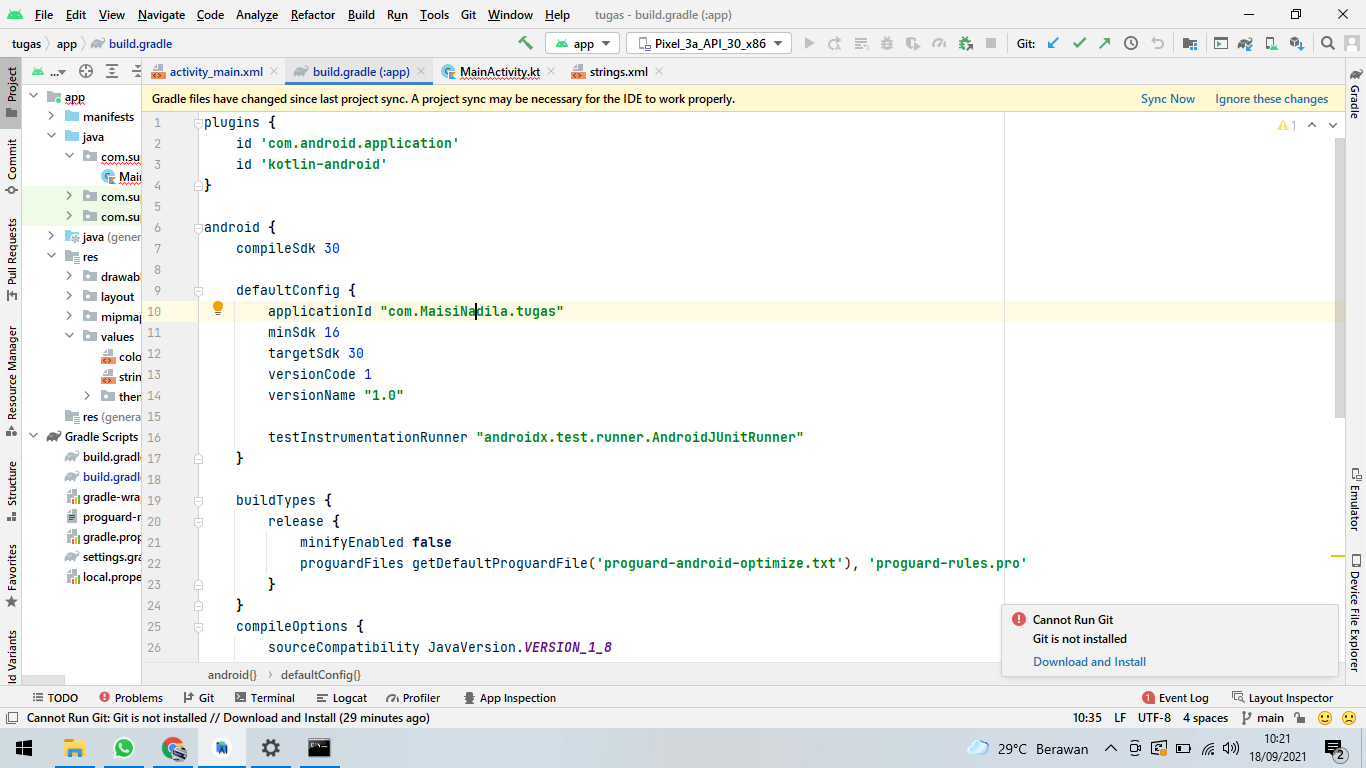 File Edit View Navigate Code Analyze Refactor Build Run Tools Git Window Help tugas - build.gradle (:app)
tugas app build.gradle app Pixel_3a_API_30_x86 Git:
Project ... activity_main.xml build.gradle (:app) MainActivity.kt strings.xml Gradle
Gradle files have changed since last project sync. A project sync may be necessary for the IDE to work properly. Sync Now Ignore these changes
app
manifests
java
com.su
Mai
com.su
com.su
java (gener
res
drawab
layout
mipmap
values
colo
strin
then
res (genera
Gradle Scripts
build.gradle
build.gradle
gradle-wra
proguard-r
gradle.prop
settings.gra
local.prope
Commit
Pull Requests
Resource Manager
Structure
Favorites
ld Variants
1 plugins {
2 id 'com.android.application'
3 id 'kotlin-android'
4 }
5
6 android {
7 compileSdk 30
8
9 defaultConfig {
10 applicationId "com.MaisiNadila.tugas"
11 minSdk 16
12 targetSdk 30
13 versionCode 1
14 versionName "1.0"
15
16 testInstrumentationRunner "androidx.test.runner.AndroidJUnitRunner"
17 }
18
19 buildTypes {
20 release {
21 minifyEnabled false
22 proguardFiles getDefaultProguardFile('proguard-android-optimize.txt'), 'proguard-rules.pro'
23 }
24 }
25 compileOptions {
26 sourceCompatibility JavaVersion.VERSION_1_8
1
Emulator
Device File Explorer
Cannot Run Git
Git is not installed
Download and Install
android{} defaultConfig{}
TODO Problems Git Terminal Logcat Profiler App Inspection 1 Event Log Layout Inspector
Cannot Run Git: Git is not installed // Download and Install (29 minutes ago) 10:35 LF UTF-8 4 spaces main
29°C Berawan 10:21
18/09/2021 2